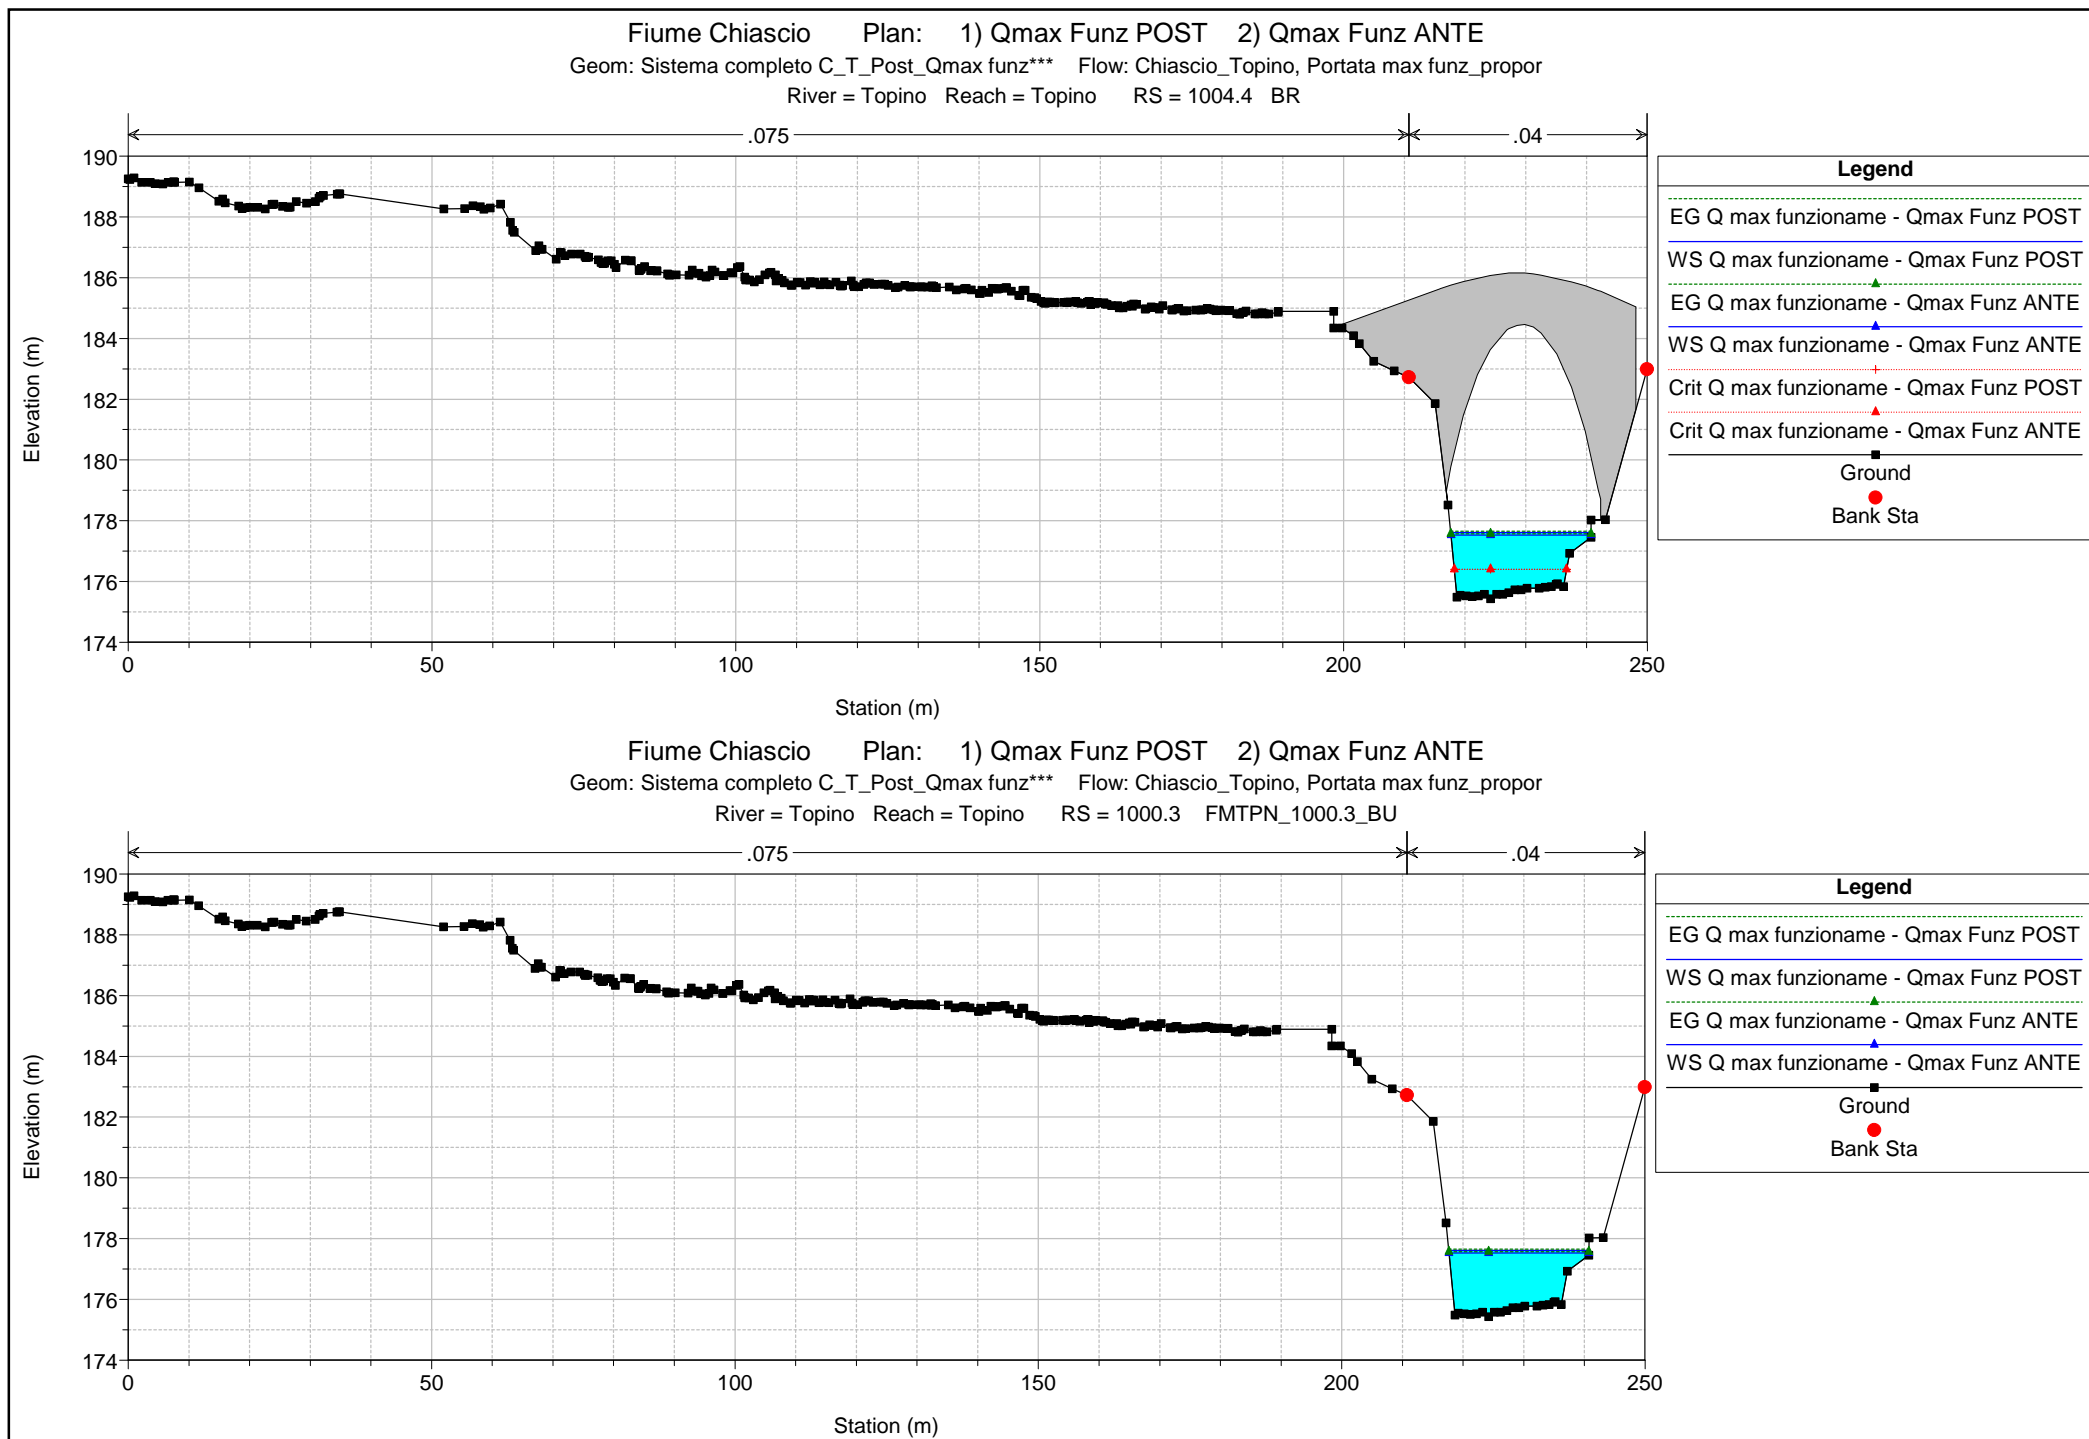 Fiume Chiascio Plan: 1) Qmax Funz POST 2) Qmax Funz ANTE
Geom: Sistema completo C_T_Post_Qmax funz*** Flow: Chiascio_Topino, Portata max funz_propor
River = Topino Reach = Topino RS = 1004.4 BR
.075 .04
190
188
186
184
182
180
178
176
174
Elevation (m)
0 50 100 150 200 250
Station (m)
Legend
EG Q max funzioname - Qmax Funz POST
WS Q max funzioname - Qmax Funz POST
EG Q max funzioname - Qmax Funz ANTE
WS Q max funzioname - Qmax Funz ANTE
Crit Q max funzioname - Qmax Funz POST
Crit Q max funzioname - Qmax Funz ANTE
Ground
Bank Sta
Fiume Chiascio Plan: 1) Qmax Funz POST 2) Qmax Funz ANTE
Geom: Sistema completo C_T_Post_Qmax funz*** Flow: Chiascio_Topino, Portata max funz_propor
River = Topino Reach = Topino RS = 1000.3 FMTPN_1000.3_BU
.075 .04
190
188
186
184
182
180
178
176
174
Elevation (m)
0 50 100 150 200 250
Station (m)
Legend
EG Q max funzioname - Qmax Funz POST
WS Q max funzioname - Qmax Funz POST
EG Q max funzioname - Qmax Funz ANTE
WS Q max funzioname - Qmax Funz ANTE
Ground
Bank Sta